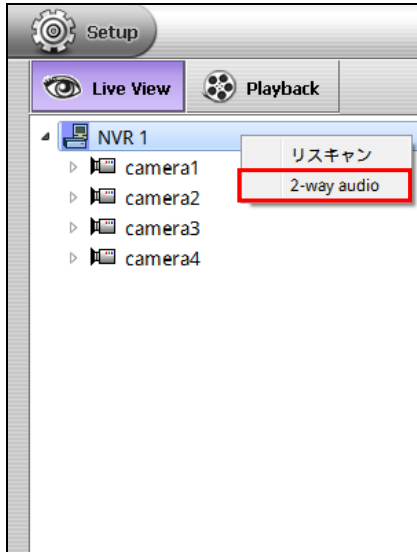 Setup
Live View Playback
NVR 1
リスキャン
camera1
2-way audio
camera2
camera3
camera4